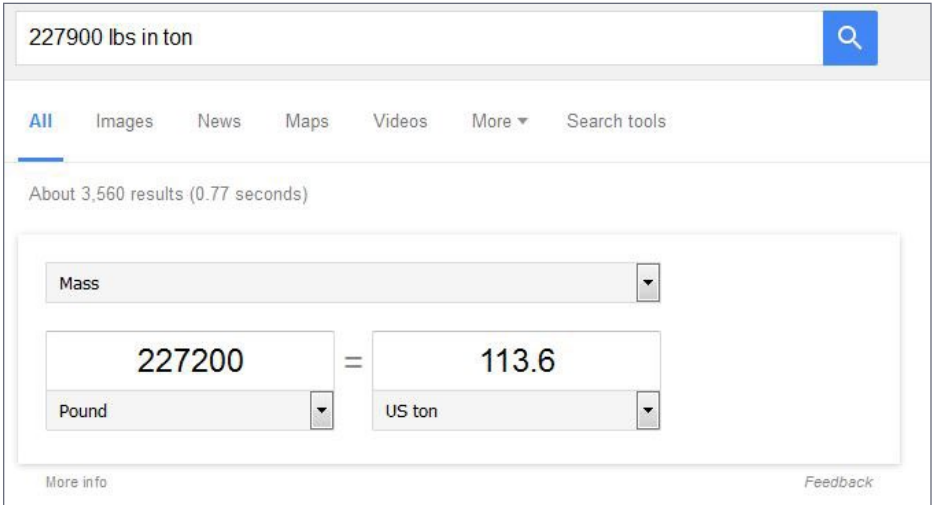 227900 lbs in ton
All Images News Maps Videos More Search tools
About 3,560 results (0.77 seconds)
Mass
227200 = 113.6
Pound US ton
More info Feedback